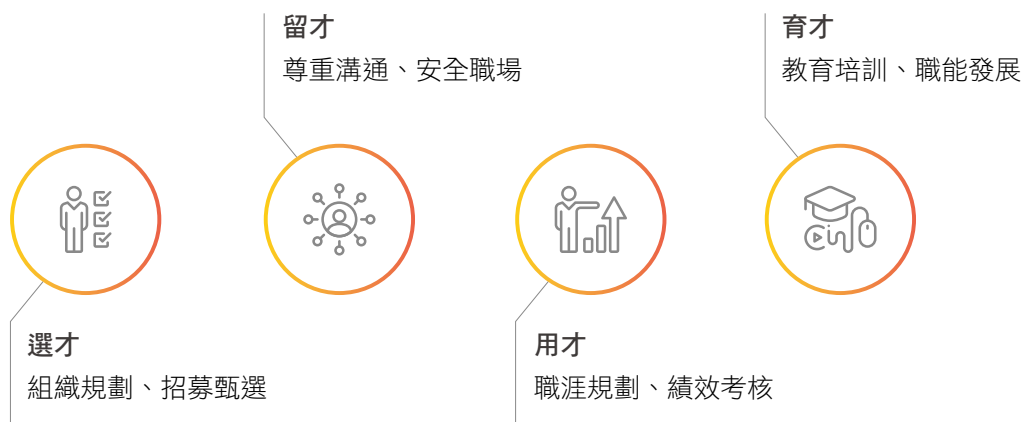 留才
尊重溝通、安全職場
育才
教育培訓、職能發展
選才
組織規劃、招募甄選
用才
職涯規劃、績效考核